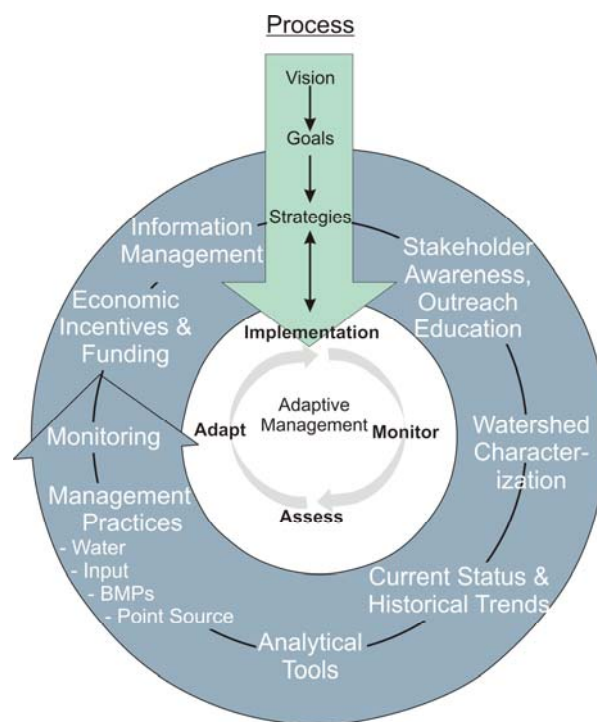 Process
Vision
Goals
Strategies
Implementation
Information
Management
Stakeholder
Awareness,
Outreach
Education
Economic
Incentives &
Funding
Adaptive
Management
Adapt
Monitor
Assess
Watershed
Character-
ization
Monitoring
Management
Practices
- Water
- Input
- BMPs
- Point Source
Current Status &
Historical Trends
Analytical
Tools